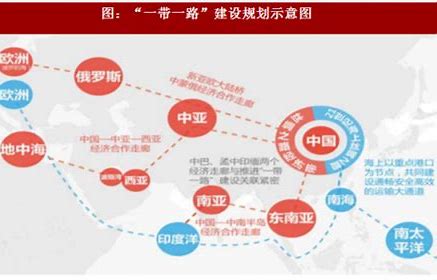 图：“一带一路”建设规划示意图
欧洲
俄罗斯
新亚欧大陆桥
中蒙俄经济合作走廊
欧洲
中亚
中国
地中海
中国一中亚一西亚
经济合作走廊
海上以重点港口
为节点，共同建
设通畅安全高效
的运输大通道
波斯湾
西亚
中巴、孟中印缅两个
经济走廊与推进“一带
一路”建设关联紧密
南亚
东南亚
南海
印度洋
中国一中南半岛
经济合作走廊
南太
平洋